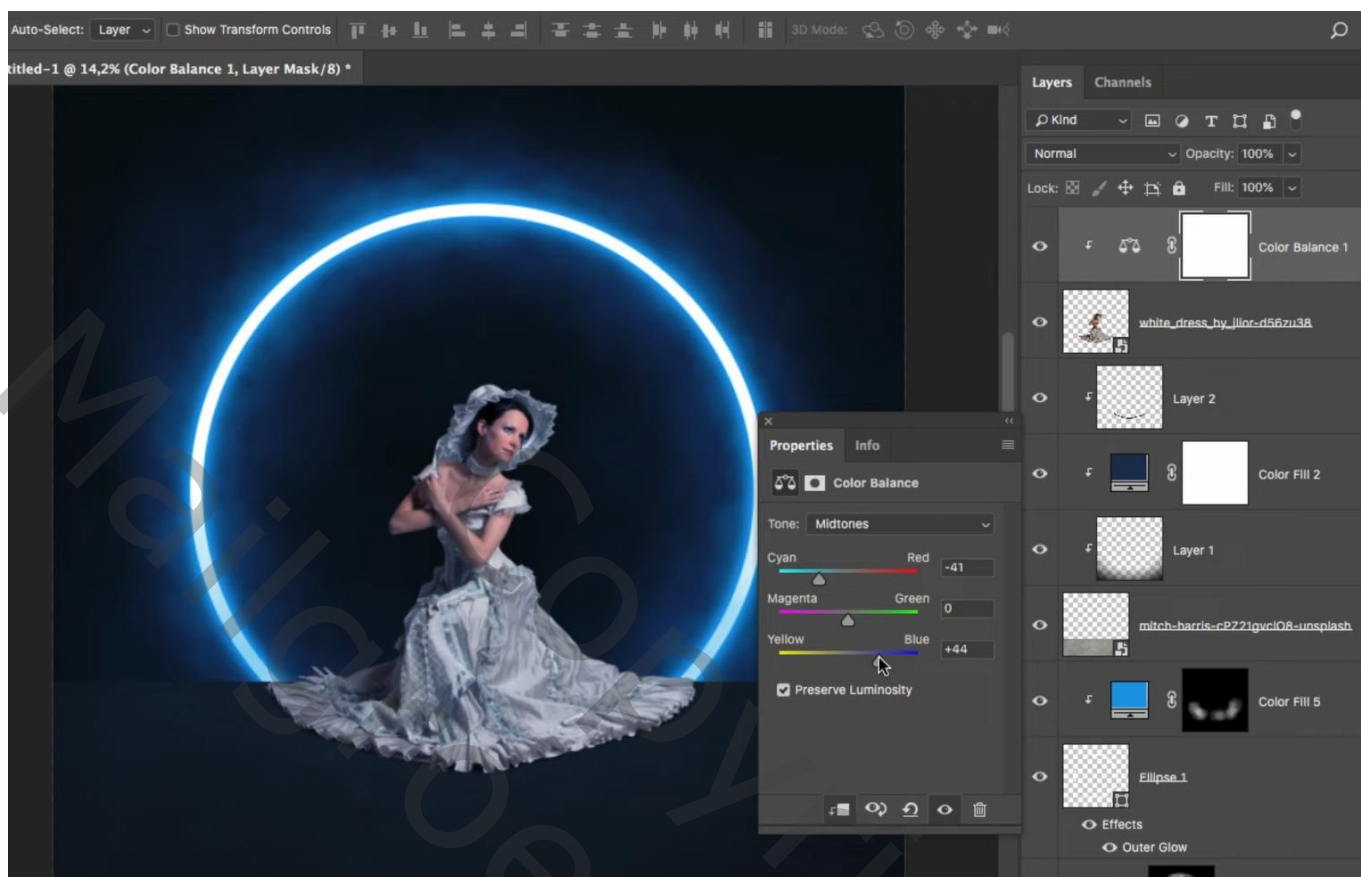 Auto-Select: Layer Show Transform Controls 3D Mode:
titled-1 @ 14,2% (Color Balance 1, Layer Mask/8) *
Layers Channels
Kind
Normal Opacity: 100%
Lock: Fill: 100%
Color Balance 1
white_dress_by_jlior-d56zu38
Layer 2
Properties Info
Color Balance
Color Fill 2
Tone: Midtones
Cyan Red -41
Layer 1
Magenta Green 0
mitch-harris-cPZ21gvclO8-unsplash
Yellow Blue +44
Preserve Luminosity
Color Fill 5
Ellipse 1
Effects
Outer Glow